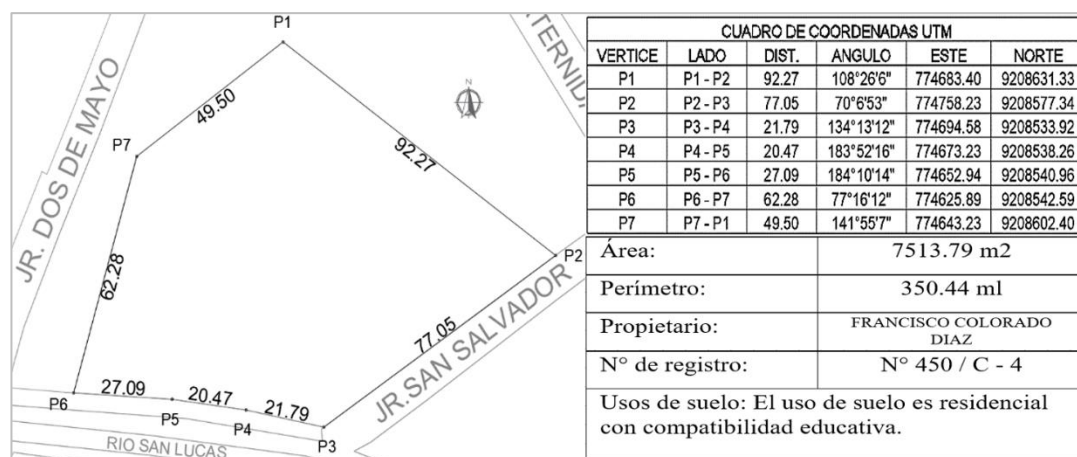 P1
P7
49.50
92.27
N
JR. DOS DE MAYO
TERNID
62.28
P2
77.05
JR. SAN SALVADOR
27.09
20.47
21.79
P6
P5
P4
P3
RIO SAN LUCAS
CUADRO DE COORDENADAS UTM
VERTICE LADO DIST. ANGULO ESTE NORTE
P1 P1 - P2 92.27 108°26'6" 774683.40 9208631.33
P2 P2 - P3 77.05 70°6'53" 774758.23 9208577.34
P3 P3 - P4 21.79 134°13'12" 774694.58 9208533.92
P4 P4 - P5 20.47 183°52'16" 774673.23 9208538.26
P5 P5 - P6 27.09 184°10'14" 774652.94 9208540.96
P6 P6 - P7 62.28 77°16'12" 774625.89 9208542.59
P7 P7 - P1 49.50 141°55'7" 774643.23 9208602.40
Área: 7513.79 m2
Perímetro: 350.44 ml
Propietario: FRANCISCO COLORADO
DIAZ
N° de registro: N° 450 / C - 4
Usos de suelo: El uso de suelo es residencial
con compatibilidad educativa.